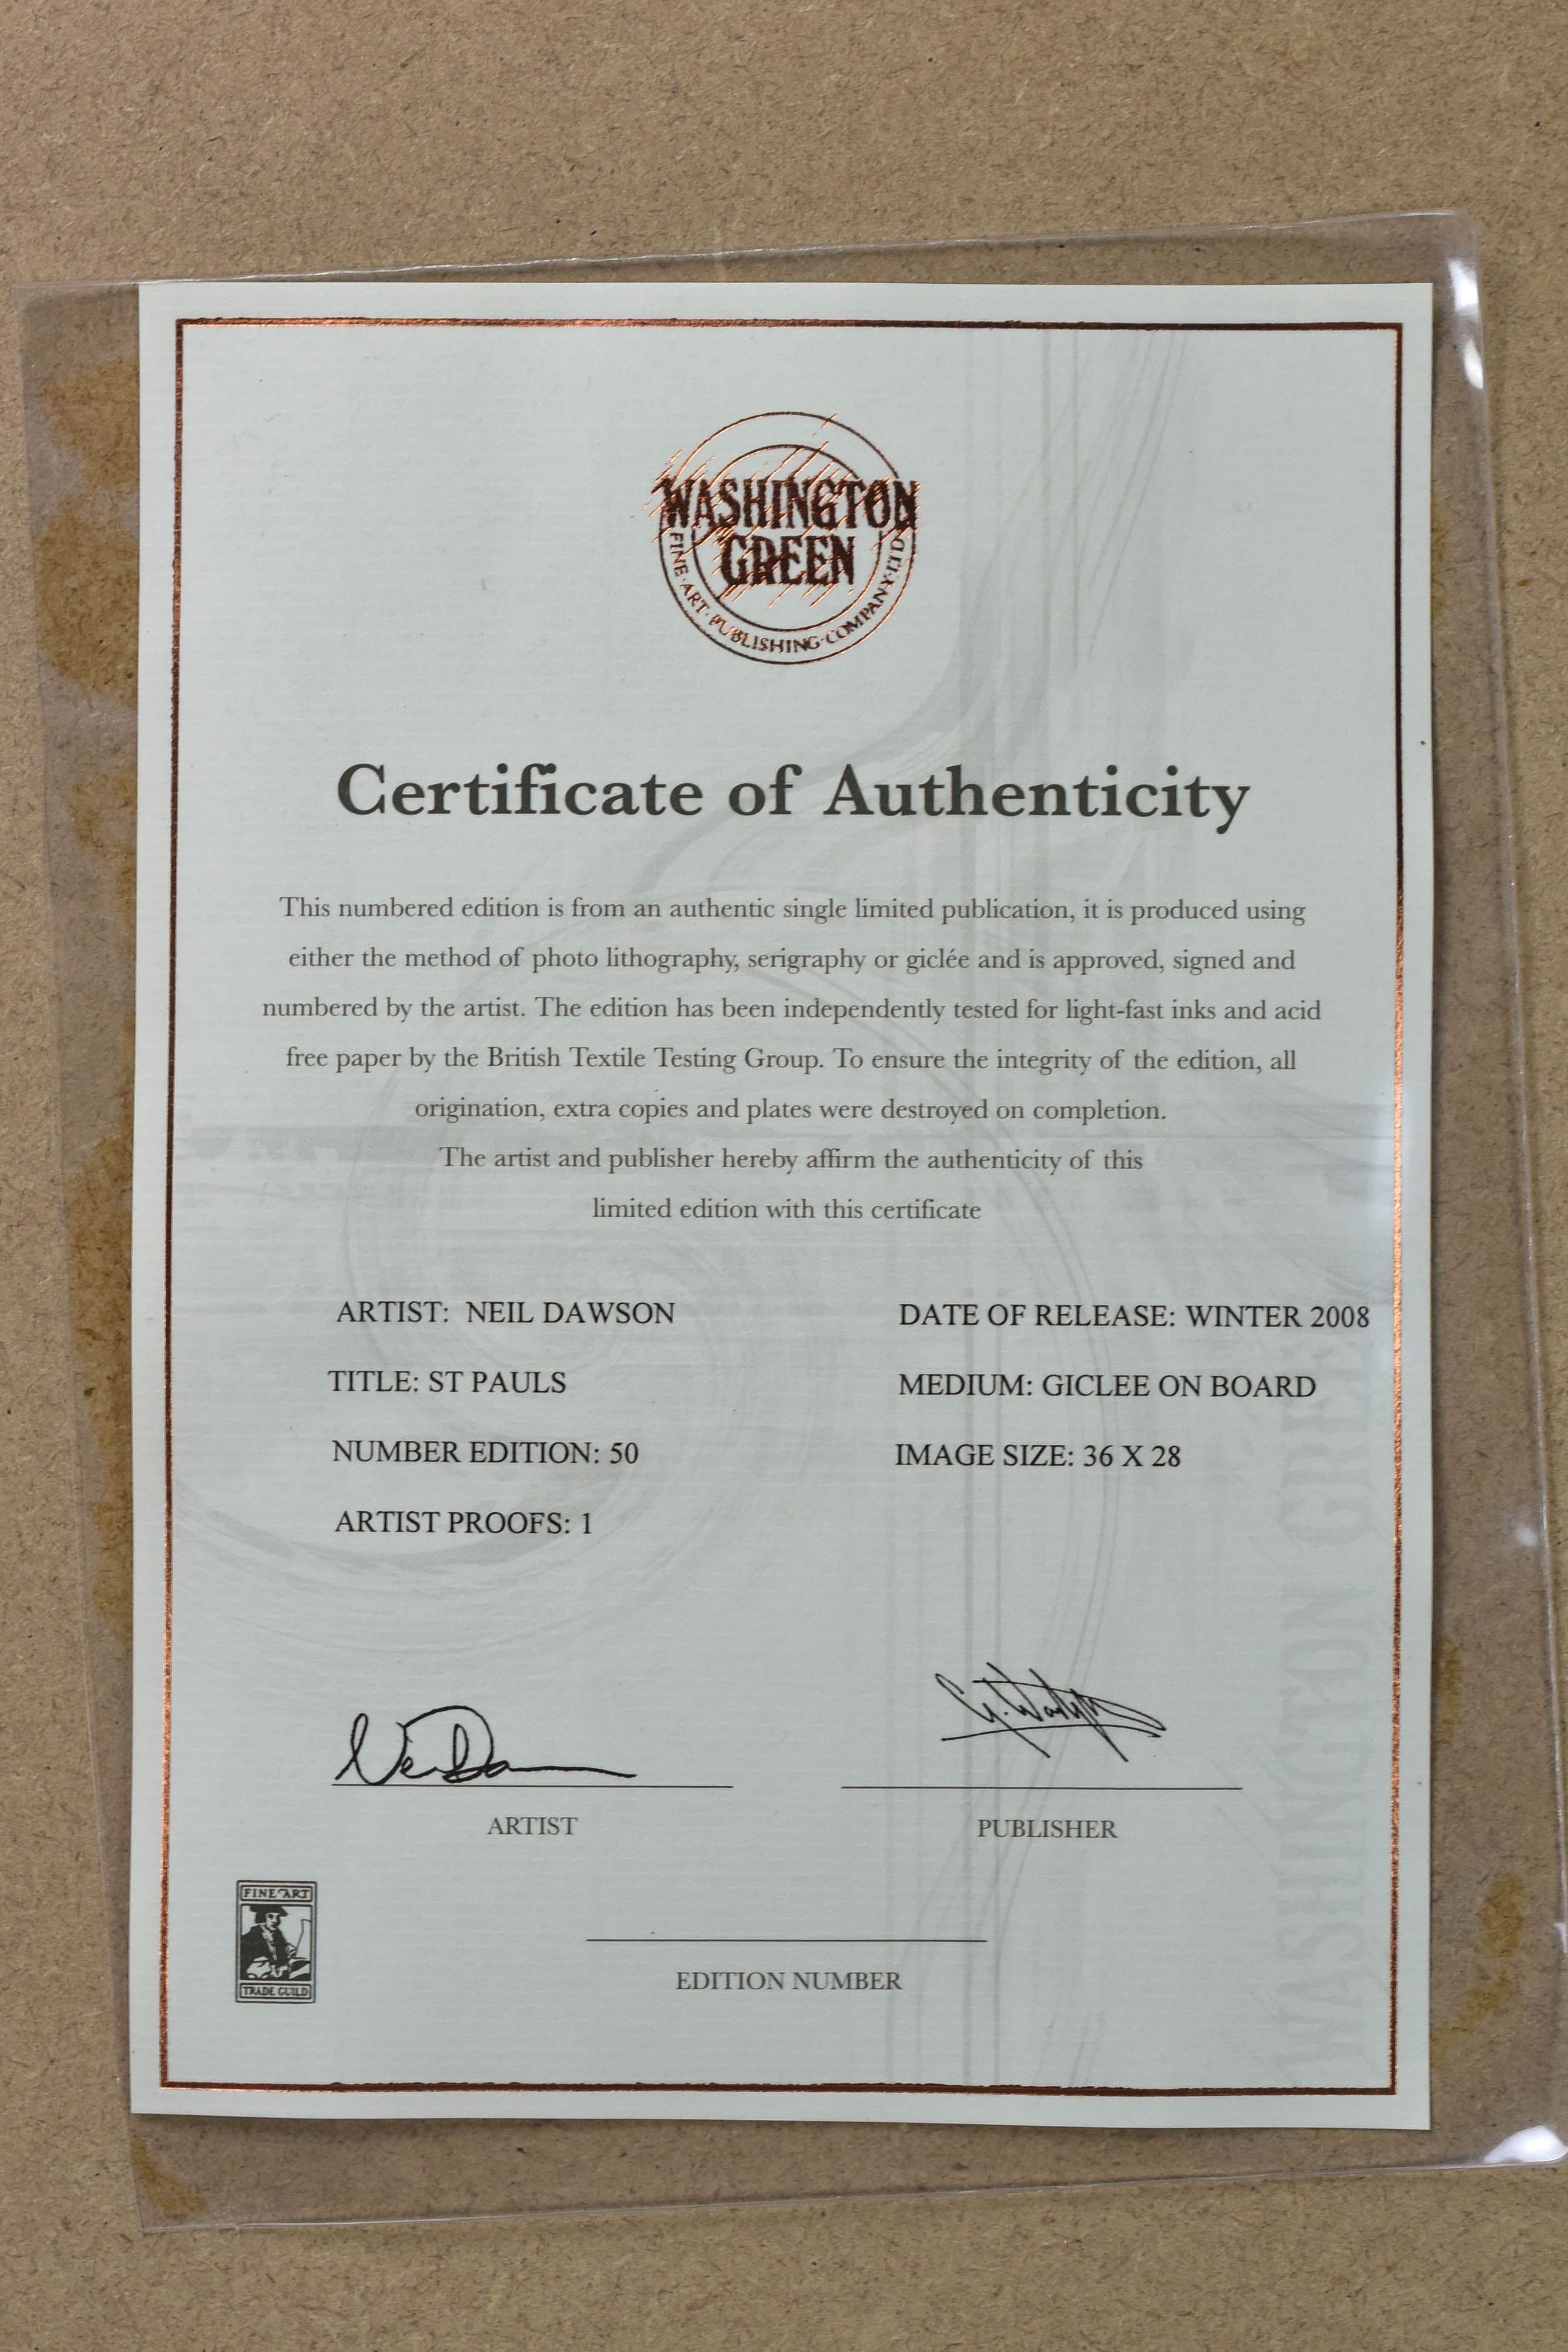 WASHINGTON
GREEN
FINE·ART·PUBLISHING·COMPANY·LTD
Certificate of Authenticity
This numbered edition is from an authentic single limited publication, it is produced using
either the method of photo lithography, serigraphy or giclée and is approved, signed and
numbered by the artist. The edition has been independently tested for light-fast inks and acid
free paper by the British Textile Testing Group. To ensure the integrity of the edition, all
origination, extra copies and plates were destroyed on completion.
The artist and publisher hereby affirm the authenticity of this
limited edition with this certificate
ARTIST: NEIL DAWSON
DATE OF RELEASE: WINTER 2008
TITLE: ST PAULS
MEDIUM: GICLEE ON BOARD
NUMBER EDITION: 50
IMAGE SIZE: 36 X 28
ARTIST PROOFS: 1
ARTIST
PUBLISHER
FINE ART
TRADE GUILD
EDITION NUMBER
WASHINGTON GREEN